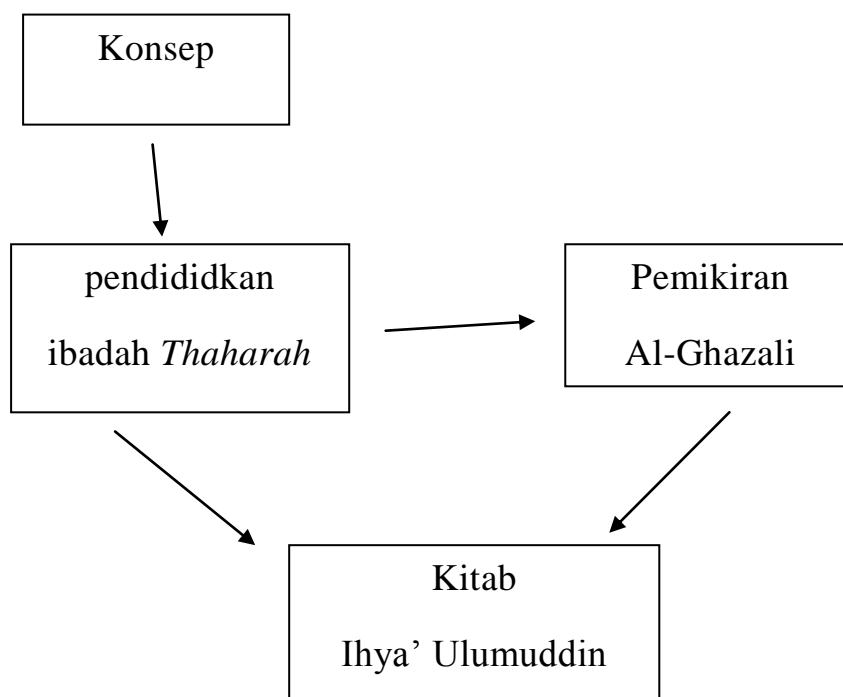 Konsep
pendididkan
ibadah Thaharah
Pemikiran
Al-Ghazali
Kitab
Ihya’ Ulumuddin